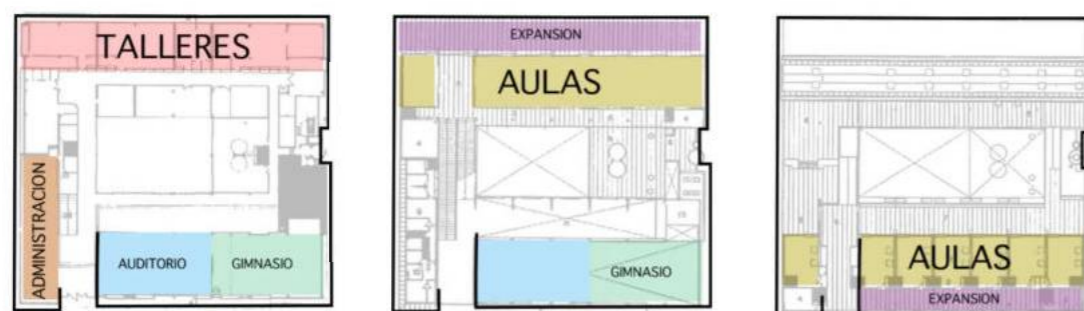 TALLERES
ADMINISTRACION
AUDITORIO
GIMNASIO
EXPANSION
AULAS
GIMNASIO
AULAS
EXPANSION